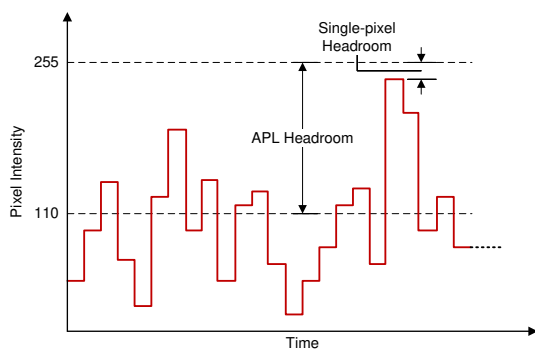 Single-pixel
Headroom
255
APL Headroom
Pixel Intensity
110
Time